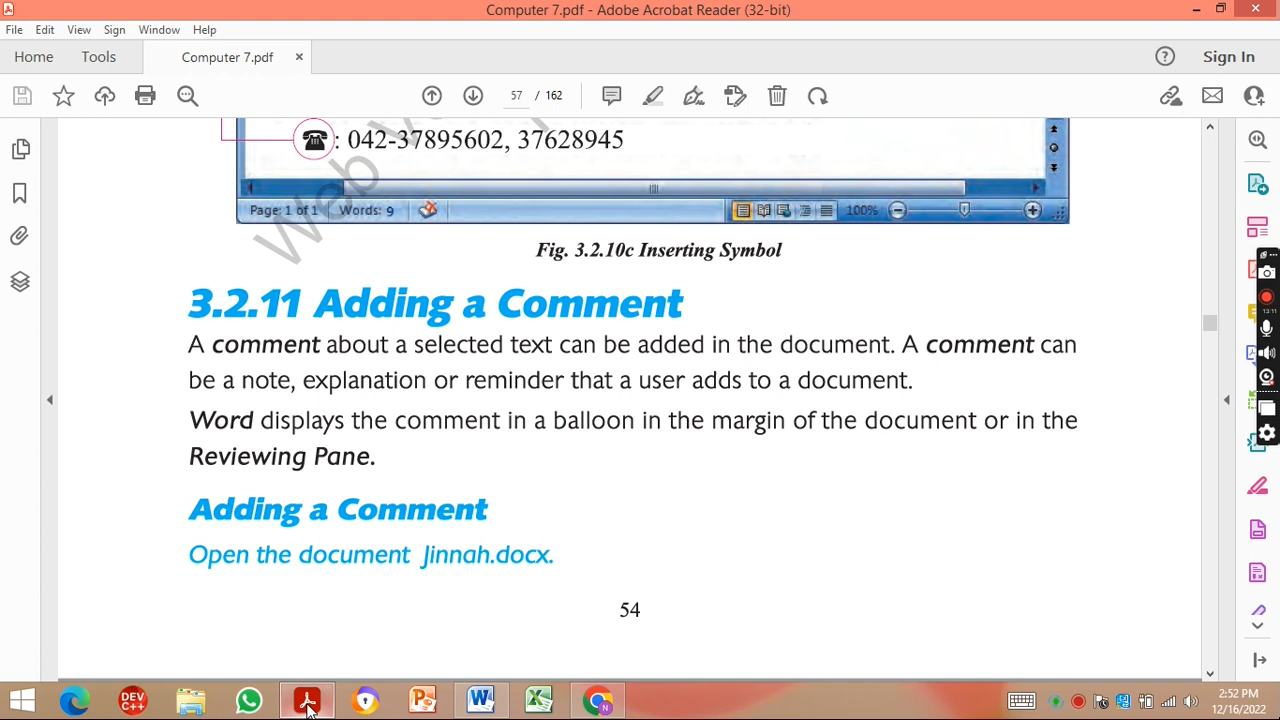 Computer 7.pdf - Adobe Acrobat Reader (32-bit)
File Edit View Sign Window Help
Home Tools Computer 7.pdf × Sign In
57 / 162
☎: 042-37895602, 37628945
Page: 1 of 1 Words: 9 100%
Web
Fig. 3.2.10c Inserting Symbol
3.2.11 Adding a Comment
A comment about a selected text can be added in the document. A comment can
be a note, explanation or reminder that a user adds to a document.
Word displays the comment in a balloon in the margin of the document or in the
Reviewing Pane.
Adding a Comment
Open the document Jinnah.docx.
54
13:11
DEV
C++
2:52 PM
12/16/2022